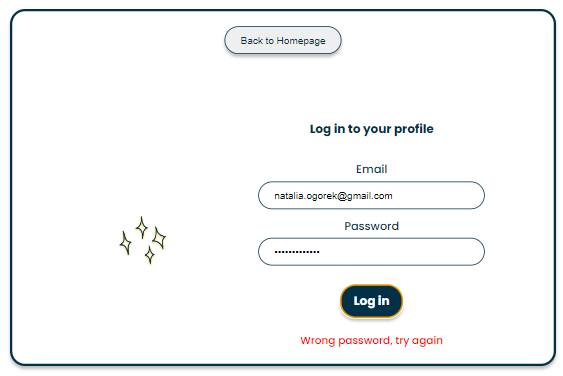 Back to Homepage
Log in to your profile
Email
natalia.ogorek@gmail.com
Password
•••••••••••••
Log in
Wrong password, try again